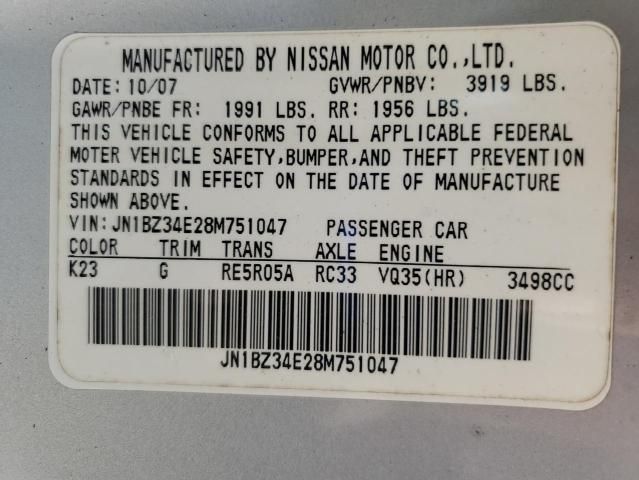 MANUFACTURED BY NISSAN MOTOR CO.,LTD.
DATE: 10/07 GVWR/PNBV: 3919 LBS.
GAWR/PNBE FR: 1991 LBS. RR: 1956 LBS.
THIS VEHICLE CONFORMS TO ALL APPLICABLE FEDERAL
MOTER VEHICLE SAFETY,BUMPER,AND THEFT PREVENTION
STANDARDS IN EFFECT ON THE DATE OF MANUFACTURE
SHOWN ABOVE.
VIN: JN1BZ34E28M751047 PASSENGER CAR
COLOR TRIM TRANS AXLE ENGINE
K23 G RE5R05A RC33 VQ35(HR) 3498CC
JN1BZ34E28M751047